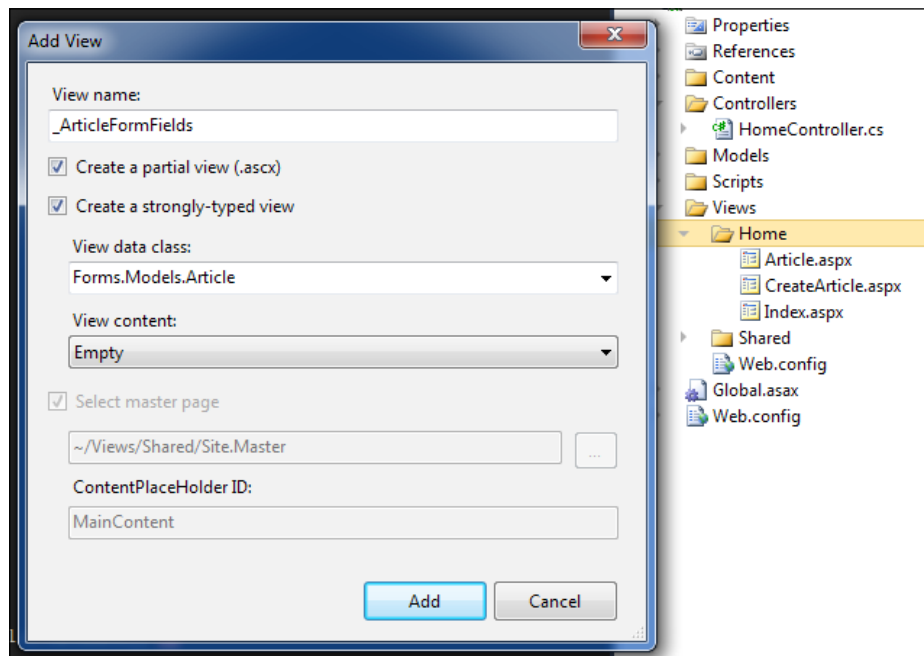 Add View
View name:
_ArticleFormFields
Create a partial view (.ascx)
Create a strongly-typed view
View data class:
Forms.Models.Article
View content:
Empty
Select master page
~/Views/Shared/Site.Master
...
ContentPlaceHolder ID:
MainContent
Add
Cancel
Properties
References
Content
Controllers
HomeController.cs
Models
Scripts
Views
Home
Article.aspx
CreateArticle.aspx
Index.aspx
Shared
Web.config
Global.asax
Web.config